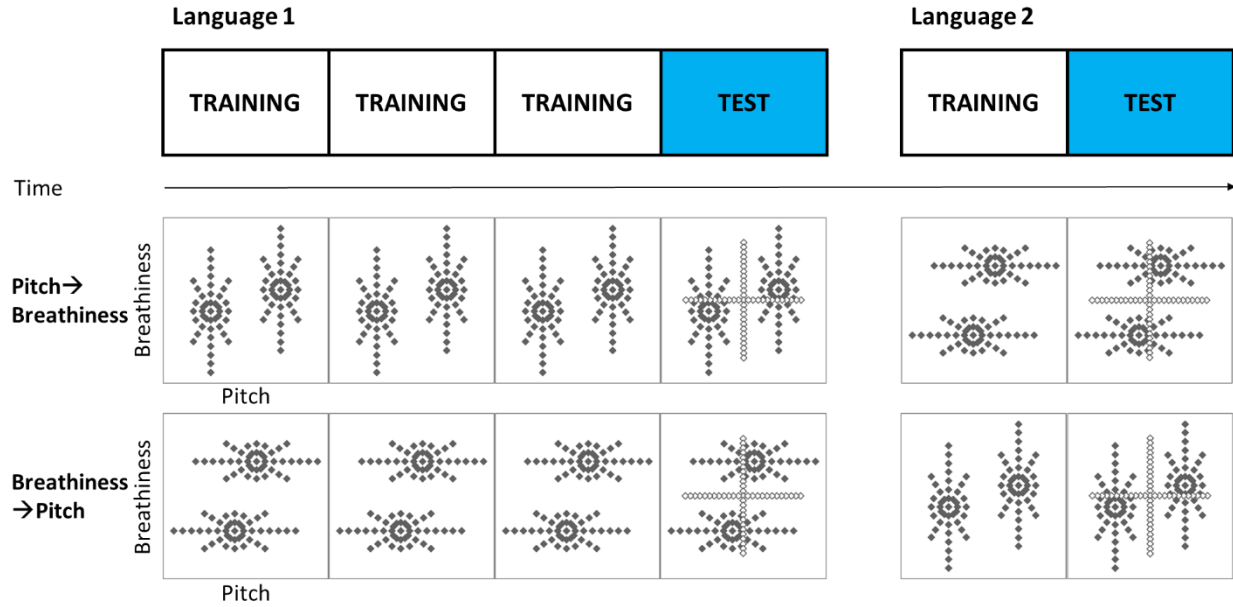 Language 1 Language 2
TRAINING TRAINING TRAINING TEST TRAINING TEST
Time
Pitch→
Breathiness
Breathiness
Pitch
Breathiness
→Pitch
Breathiness
Pitch